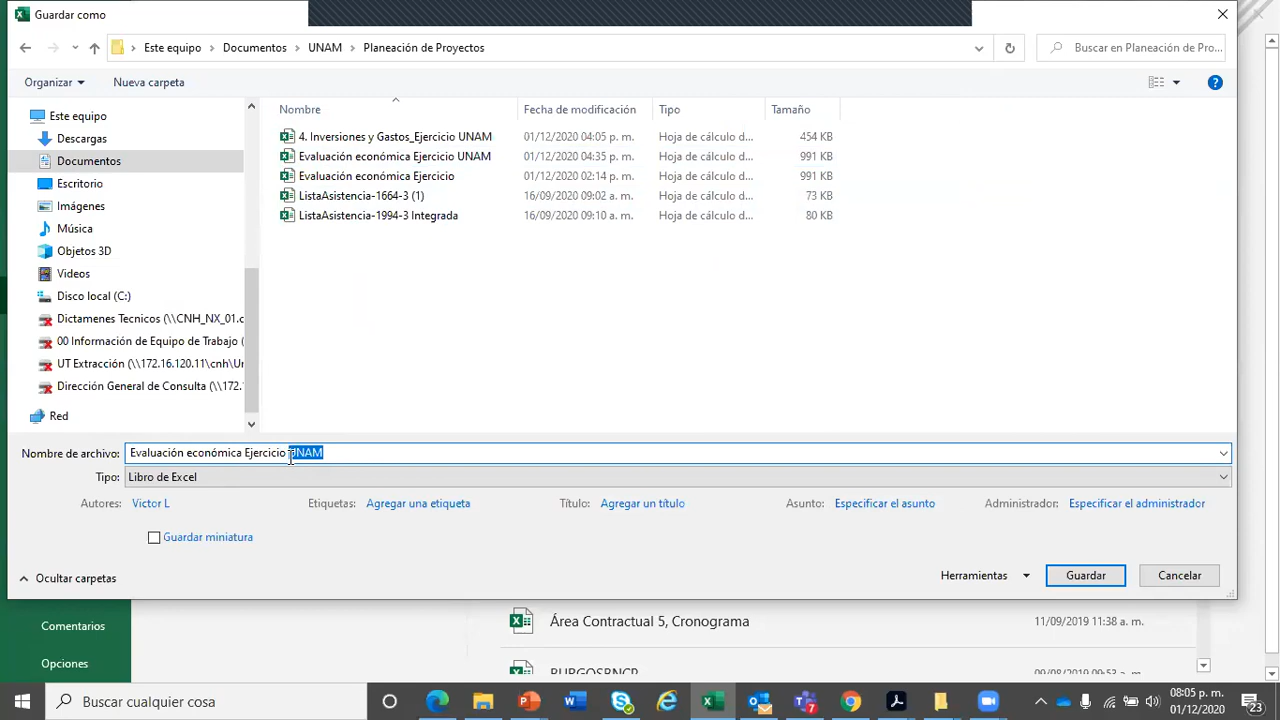 Guardar como
Este equipo > Documentos > UNAM > Planeación de Proyectos
Buscar en Planeación de Pro...
Organizar
Nueva carpeta
Este equipo
Descargas
Documentos
Escritorio
Imágenes
Música
Objetos 3D
Videos
Disco local (C:)
Dictamenes Tecnicos (\\CNH_NX_01.c
00 Información de Equipo de Trabajo (
UT Extracción (\\172.16.120.11\cnh\Un
Dirección General de Consulta (\\172.1
Red
Nombre Fecha de modificación Tipo Tamaño
4. Inversiones y Gastos_Ejercicio UNAM 01/12/2020 04:05 p. m. Hoja de cálculo d... 454 KB
Evaluación económica Ejercicio UNAM 01/12/2020 04:35 p. m. Hoja de cálculo d... 991 KB
Evaluación económica Ejercicio 01/12/2020 02:14 p. m. Hoja de cálculo d... 991 KB
ListaAsistencia-1664-3 (1) 16/09/2020 09:02 a. m. Hoja de cálculo d... 73 KB
ListaAsistencia-1994-3 Integrada 16/09/2020 09:10 a. m. Hoja de cálculo d... 80 KB
Nombre de archivo: Evaluación económica Ejercicio UNAM
Tipo: Libro de Excel
Autores: Victor L Etiquetas: Agregar una etiqueta Título: Agregar un título Asunto: Especificar el asunto Administrador: Especificar el administrador
Guardar miniatura
Ocultar carpetas
Herramientas
Guardar
Cancelar
Comentarios
Opciones
Área Contractual 5, Cronograma 11/09/2019 11:38 a. m.
Buscar cualquier cosa
08:05 p. m.
01/12/2020
23